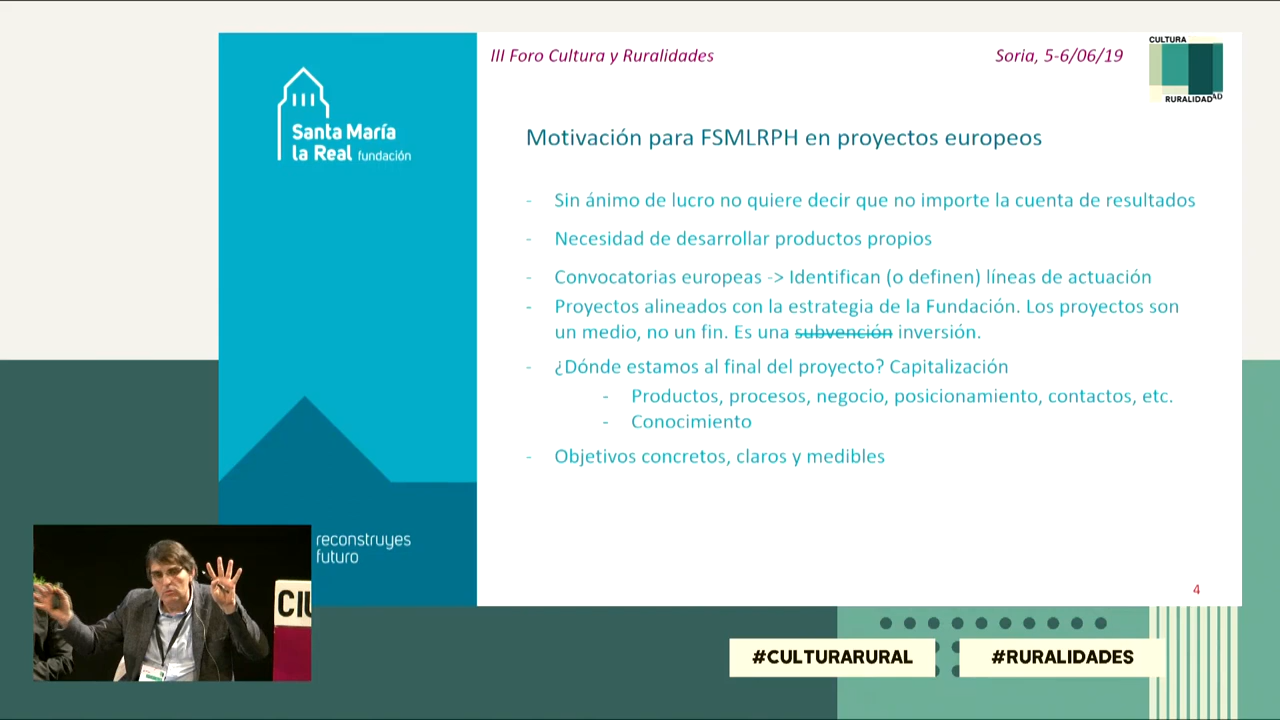 III Foro Cultura y Ruralidades
Soria, 5-6/06/19
CULTURA
RURALIDAD
AD
Santa María
la Real fundación
Motivación para FSMLRPH en proyectos europeos
- Sin ánimo de lucro no quiere decir que no importe la cuenta de resultados
- Necesidad de desarrollar productos propios
- Convocatorias europeas -> Identifican (o definen) líneas de actuación
- Proyectos alineados con la estrategia de la Fundación. Los proyectos son
un medio, no un fin. Es una subvención inversión.
- ¿Dónde estamos al final del proyecto? Capitalización
- Productos, procesos, negocio, posicionamiento, contactos, etc.
- Conocimiento
- Objetivos concretos, claros y medibles
reconstruyes
futuro
4
CIU
#CULTURARURAL
#RURALIDADES